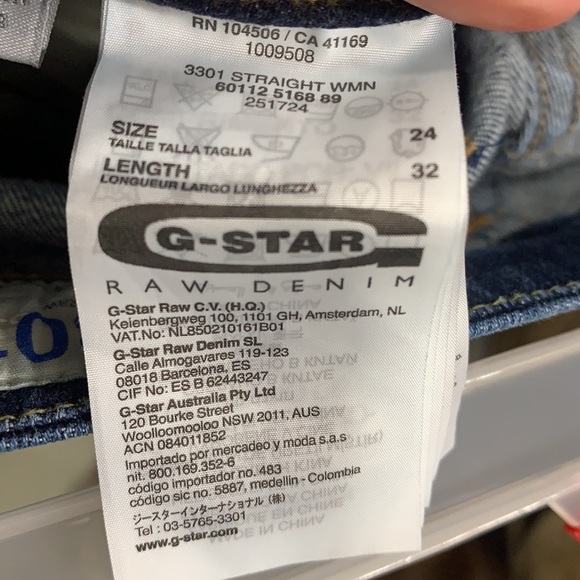 RN 104506 / CA 41169
1009508
3301 STRAIGHT WMN
60112 5168 89
251724
SIZE 24
TAILLE TALLA TAGLIA
LENGTH 32
LONGUEUR LARGO LUNGHEZZA
G-STAR
RAW DENIM
G-Star Raw C.V. (H.Q.)
Keienbergweg 100, 1101 GH, Amsterdam, NL
VAT.No: NL850210161B01
G-Star Raw Denim SL
Calle Almogavares 119-123
08018 Barcelona, ES
CIF No: ES B 62443247
G-Star Australia Pty Ltd
120 Bourke Street
Woolloomooloo NSW 2011, AUS
ACN 084011852
Importado por mercadeo y moda s.a.s
nit. 800.169.352-6
código importador no. 483
código sic no. 5887, medellin - Colombia
ジースターインターナショナル（株）
Tel : 03-5765-3301
www.g-star.com